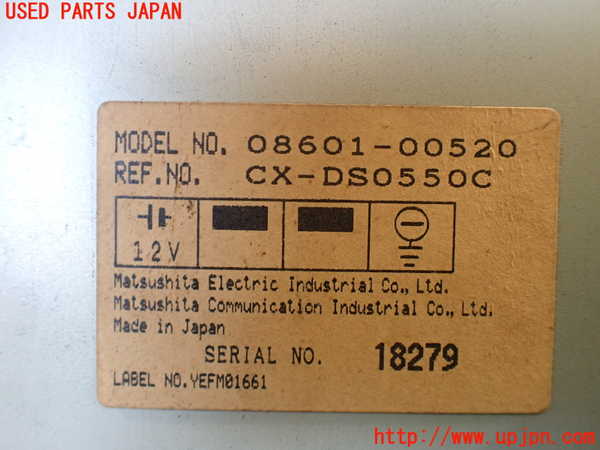 USED PARTS JAPAN
MODEL NO. 08601-00520
REF.NO. CX-DS0550C
12V
Matsushita Electric Industrial Co., Ltd.
Matsushita Communication Industrial Co., Ltd.
Made in Japan
SERIAL NO. 18279
LABEL NO.YEFM01661
http://www.upjpn.com/